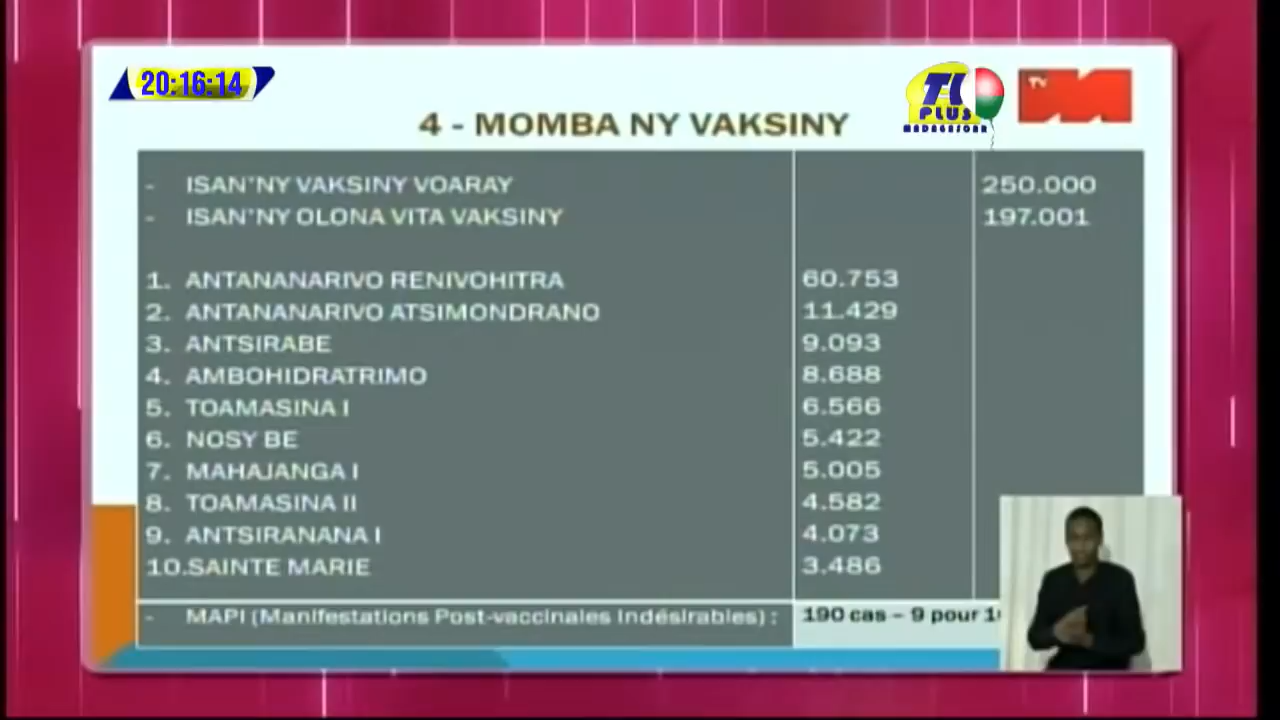 20:16:14
PLUS
MADAGASCAR
TV
4 - MOMBA NY VAKSINY
- ISAN'NY VAKSINY VOARAY 250.000
- ISAN'NY OLONA VITA VAKSINY 197.001
1. ANTANANARIVO RENIVOHITRA 60.753
2. ANTANANARIVO ATSIMONDRANO 11.429
3. ANTSIRABE 9.093
4. AMBOHIDRATRIMO 8.688
5. TOAMASINA I 6.566
6. NOSY BE 5.422
7. MAHAJANGA I 5.005
8. TOAMASINA II 4.582
9. ANTSIRANANA I 4.073
10.SAINTE MARIE 3.486
- MAPI (Manifestations Post-vaccinales Indésirables) : 190 cas – 9 pour